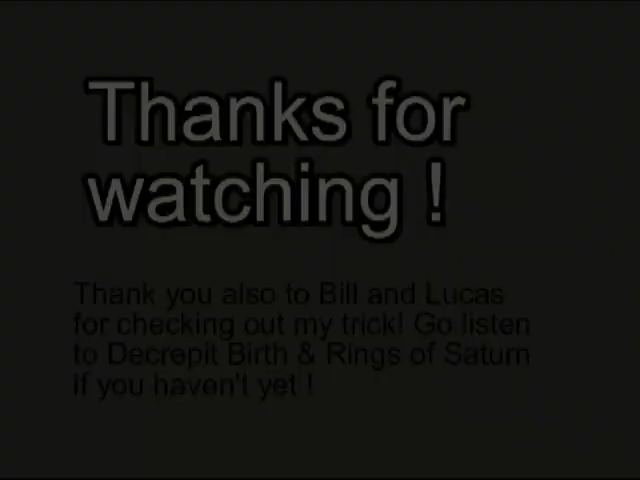 Thanks for
watching !
Thank you also to Bill and Lucas
for checking out my trick! Go listen
to Decrepit Birth & Rings of Saturn
if you haven't yet !